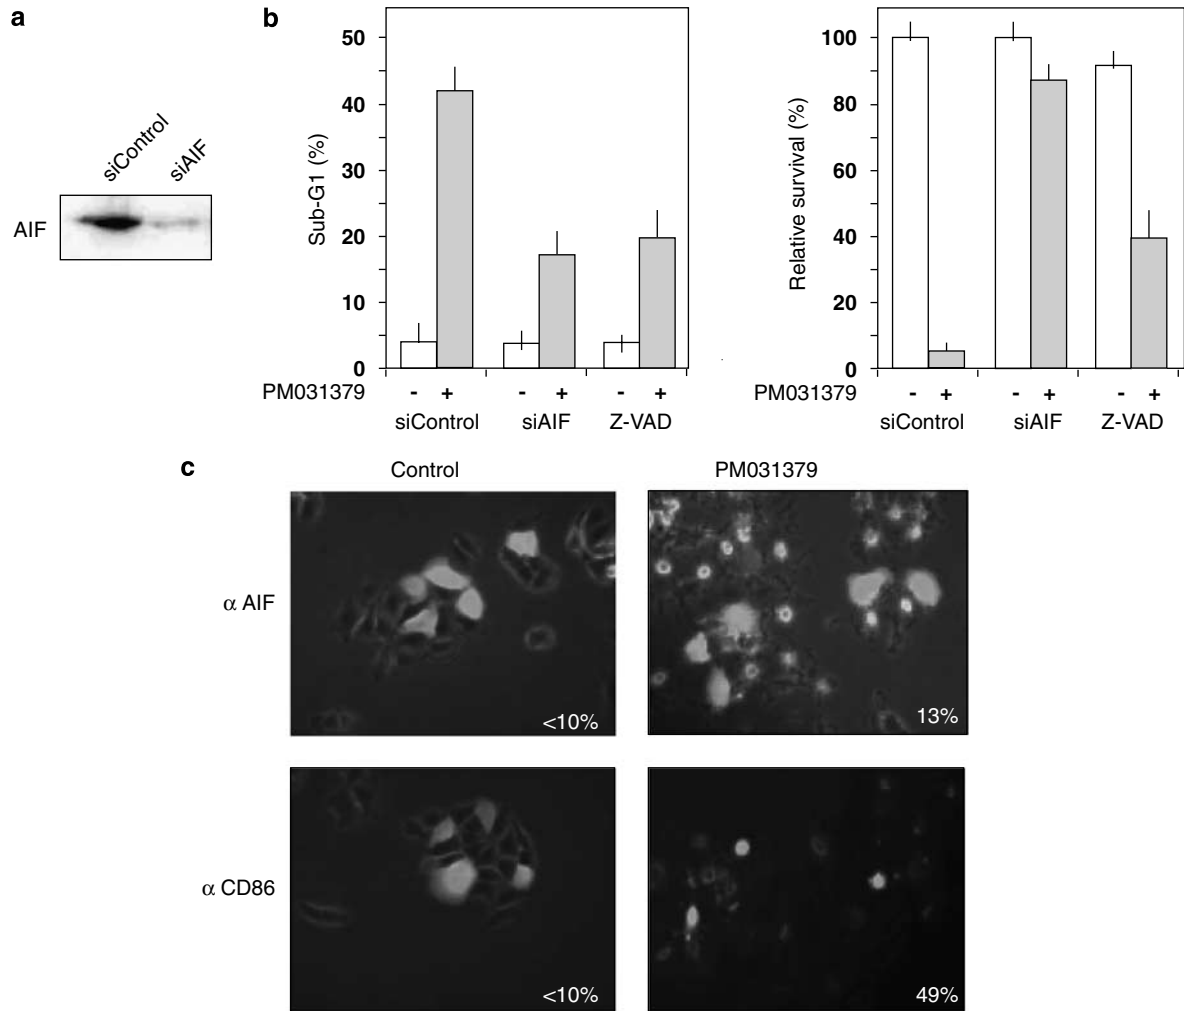 a
siControl
siAIF
AIF
b
Sub-G1 (%)
50
40
30
20
10
0
PM031379
- + - + - +
siControl siAIF Z-VAD
Relative survival (%)
100
80
60
40
20
0
PM031379
- + - + - +
siControl siAIF Z-VAD
c
Control PM031379
α AIF
<10% 13%
α CD86
<10% 49%